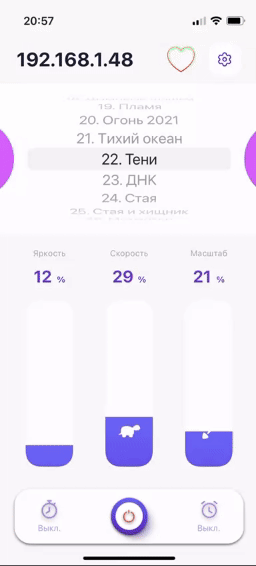 20:57
192.168.1.48
19. Пламя
20. Огонь 2021
21. Тихий океан
22. Тени
23. ДНК
24. Стая
25. Стая и хищник
Яркость Скорость Масштаб
12 % 29 % 21 %
Выкл. Выкл.